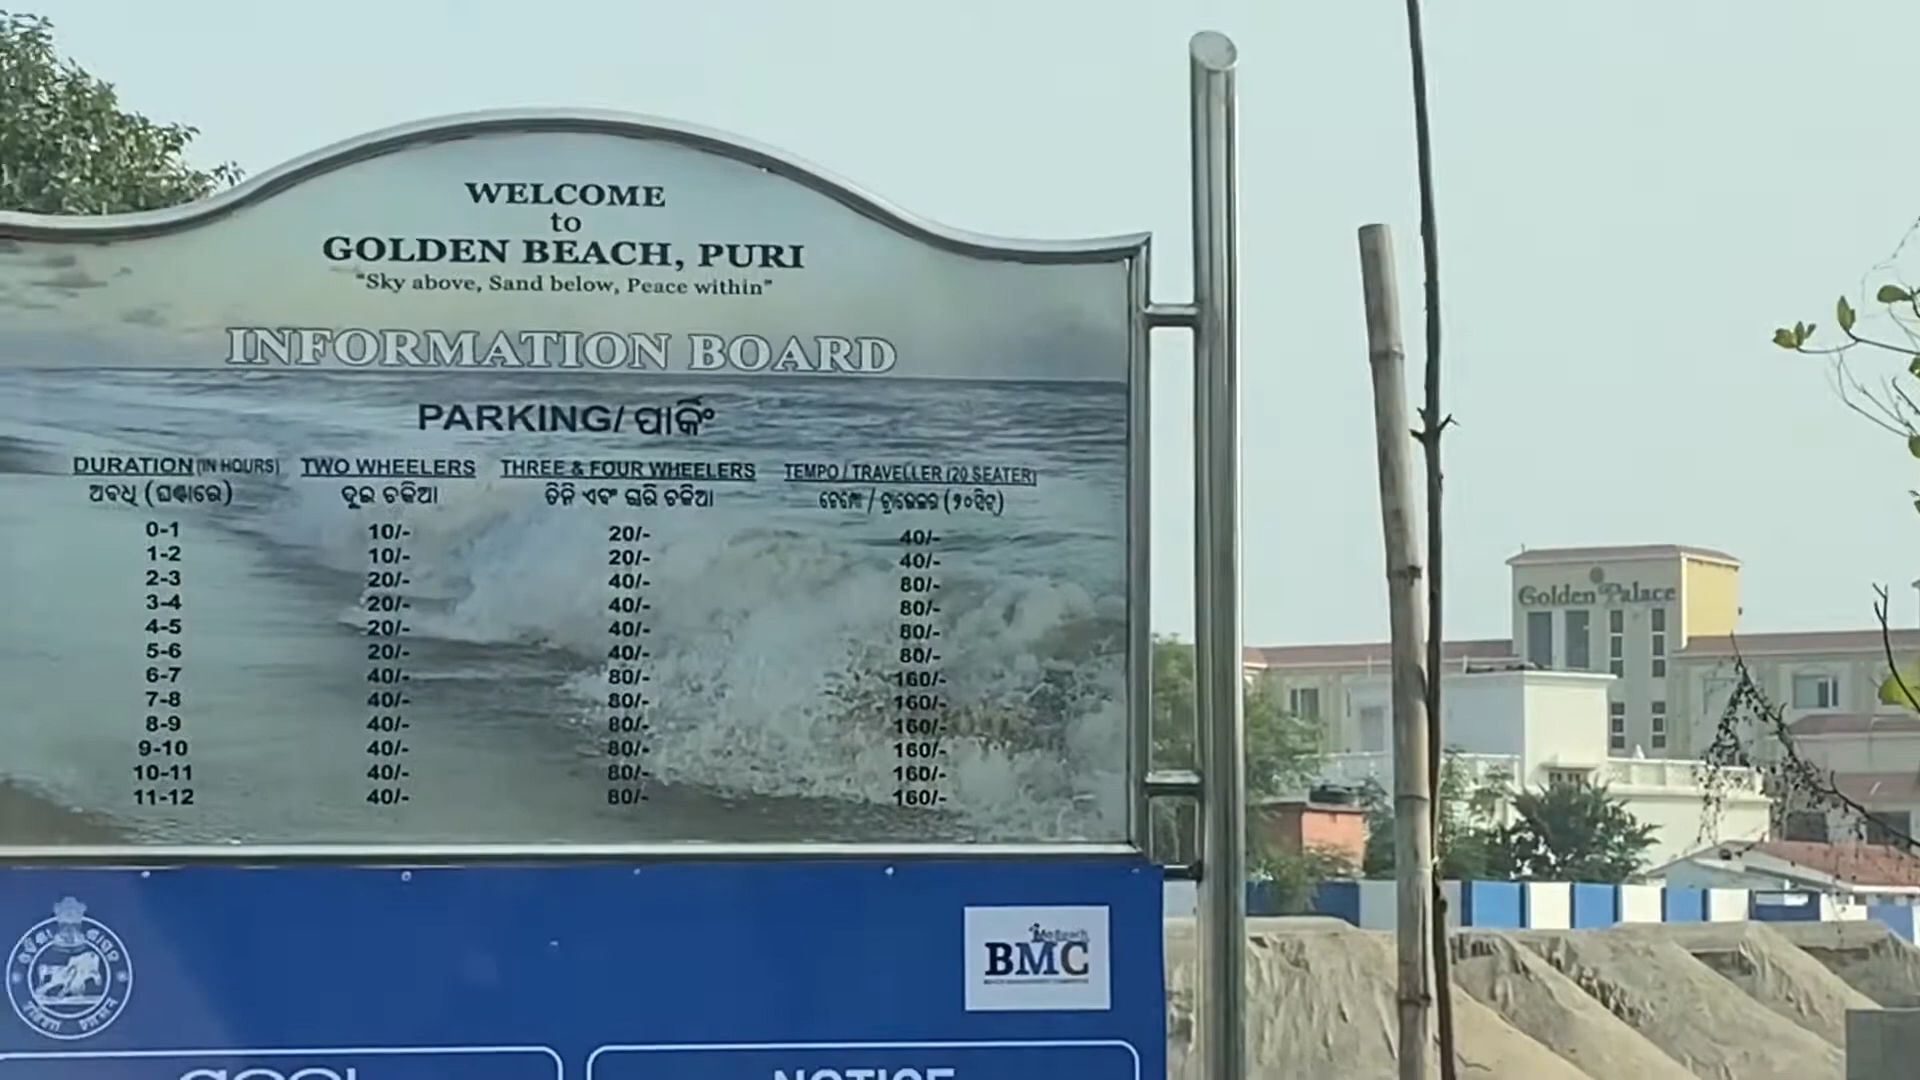 WELCOME
to
GOLDEN BEACH, PURI
"Sky above, Sand below, Peace within"
INFORMATION BOARD
PARKING/ ପାର୍କିଂ
DURATION (IN HOURS) TWO WHEELERS THREE & FOUR WHEELERS TEMPO / TRAVELLER (20 SEATER)
ଅବଧି (ଘଣ୍ଟାରେ) ଦୁଇ ଚକିଆ ତିନି ଏବଂ ଚାରି ଚକିଆ ଟେମ୍ପୋ / ଟ୍ରାଭେଲର (୨୦ସିଟ୍)
0-1 10/- 20/- 40/-
1-2 10/- 20/- 40/-
2-3 20/- 40/- 80/-
3-4 20/- 40/- 80/-
4-5 20/- 40/- 80/-
5-6 20/- 40/- 80/-
6-7 40/- 80/- 160/-
7-8 40/- 80/- 160/-
8-9 40/- 80/- 160/-
9-10 40/- 80/- 160/-
10-11 40/- 80/- 160/-
11-12 40/- 80/- 160/-
Golden Palace
BMC
NOTICE